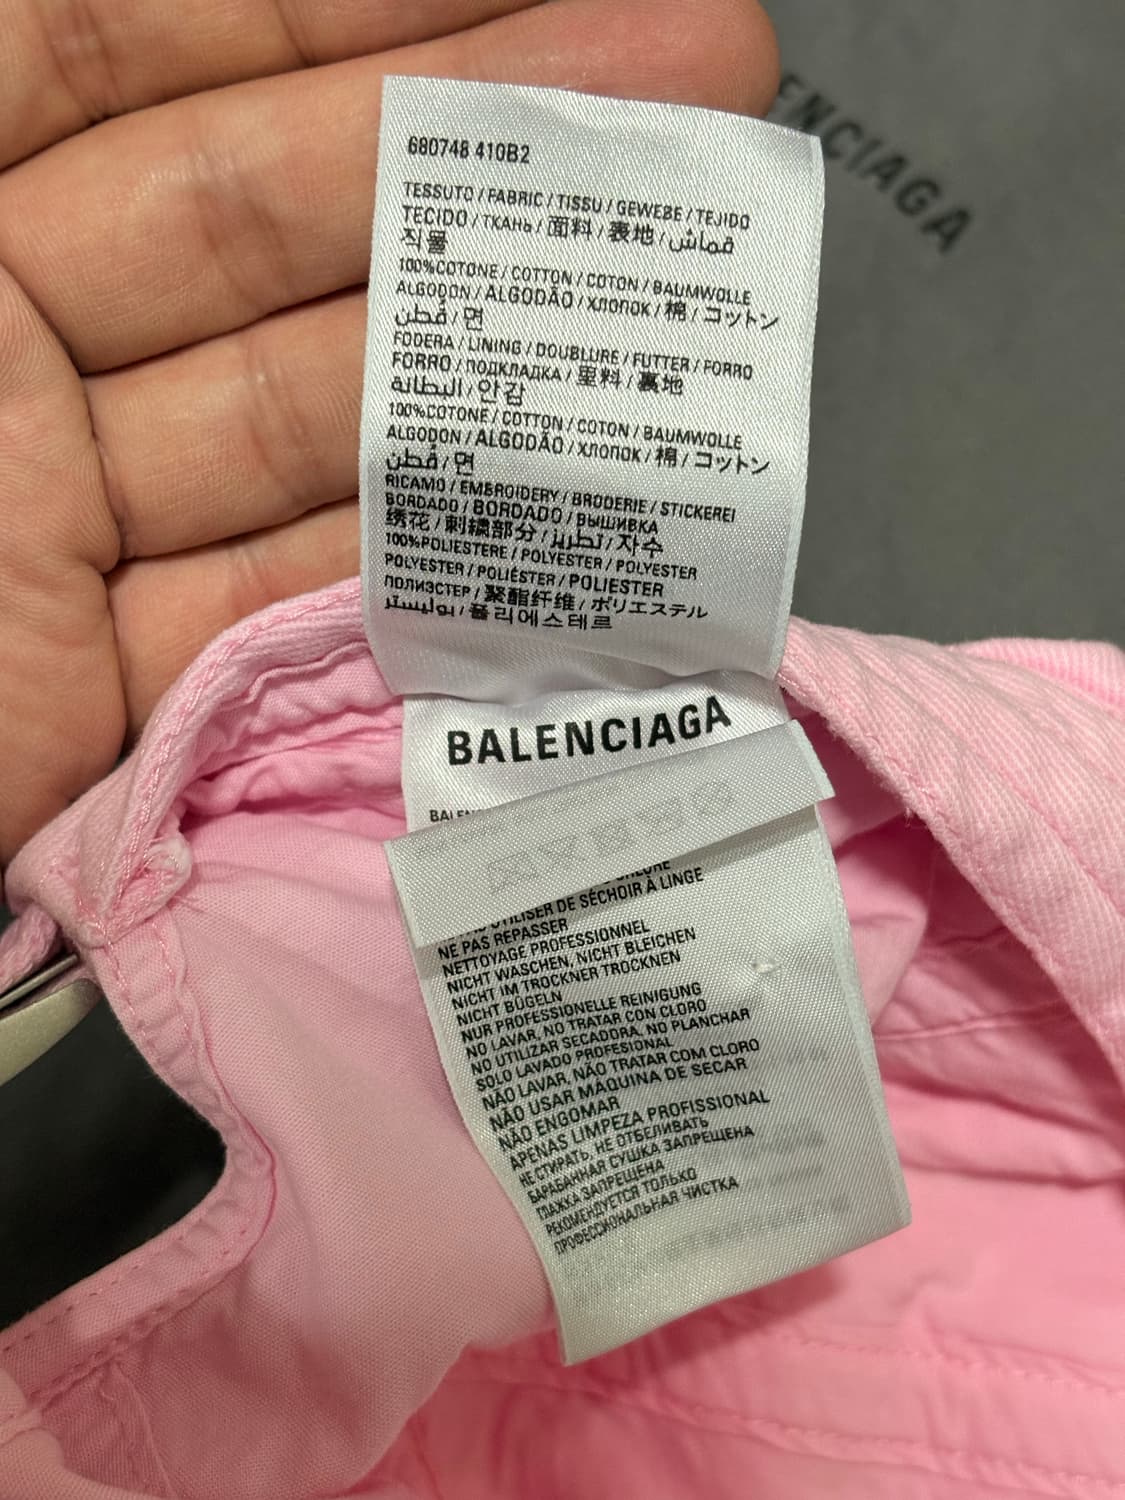 ENCIAGA
680748 410B2
TESSUTO / FABRIC / TISSU / GEWEBE / TEJIDO
TECIDO / ТКАНЬ / 面料 / 表地 / قماش /
직물
100%COTONE / COTTON / COTON / BAUMWOLLE
ALGODON / ALGODÃO / ХЛОПОК / 棉 / コットン
قطن / 면
FODERA / LINING / DOUBLURE / FUTTER / FORRO
FORRO / ПОДКЛАДКА / 里料 / 裏地
البطانة / 안감
100%COTONE / COTTON / COTON / BAUMWOLLE
ALGODON / ALGODÃO / ХЛОПОК / 棉 / コットン
قطن / 면
RICAMO / EMBROIDERY / BRODERIE / STICKEREI
BORDADO / BORDADO / ВЫШИВКА
绣花 / 刺繍部分 / تطريز / 자수
100%POLIESTERE / POLYESTER / POLYESTER
POLYESTER / POLIÉSTER / POLIESTER
ПОЛИЭСТЕР / 聚酯纤维 / ポリエステル
بوليستر / 폴리에스테르
BALENCIAGA
BALEN
UTILISER DE SÉCHOIR À LINGE
NE PAS REPASSER
NETTOYAGE PROFESSIONNEL
NICHT WASCHEN, NICHT BLEICHEN
NICHT IM TROCKNER TROCKNEN
NICHT BÜGELN
NUR PROFESSIONELLE REINIGUNG
NO LAVAR, NO TRATAR CON CLORO
NO UTILIZAR SECADORA, NO PLANCHAR
SOLO LAVADO PROFESIONAL
NÃO LAVAR, NÃO TRATAR COM CLORO
NÃO USAR MÁQUINA DE SECAR
NÃO ENGOMAR
APENAS LIMPEZA PROFISSIONAL
НЕ СТИРАТЬ, НЕ ОТБЕЛИВАТЬ
БАРАБАННАЯ СУШКА ЗАПРЕЩЕНА
ГЛАЖКА ЗАПРЕЩЕНА
РЕКОМЕНДУЕТСЯ ТОЛЬКО
ПРОФЕССИОНАЛЬНАЯ ЧИСТКА